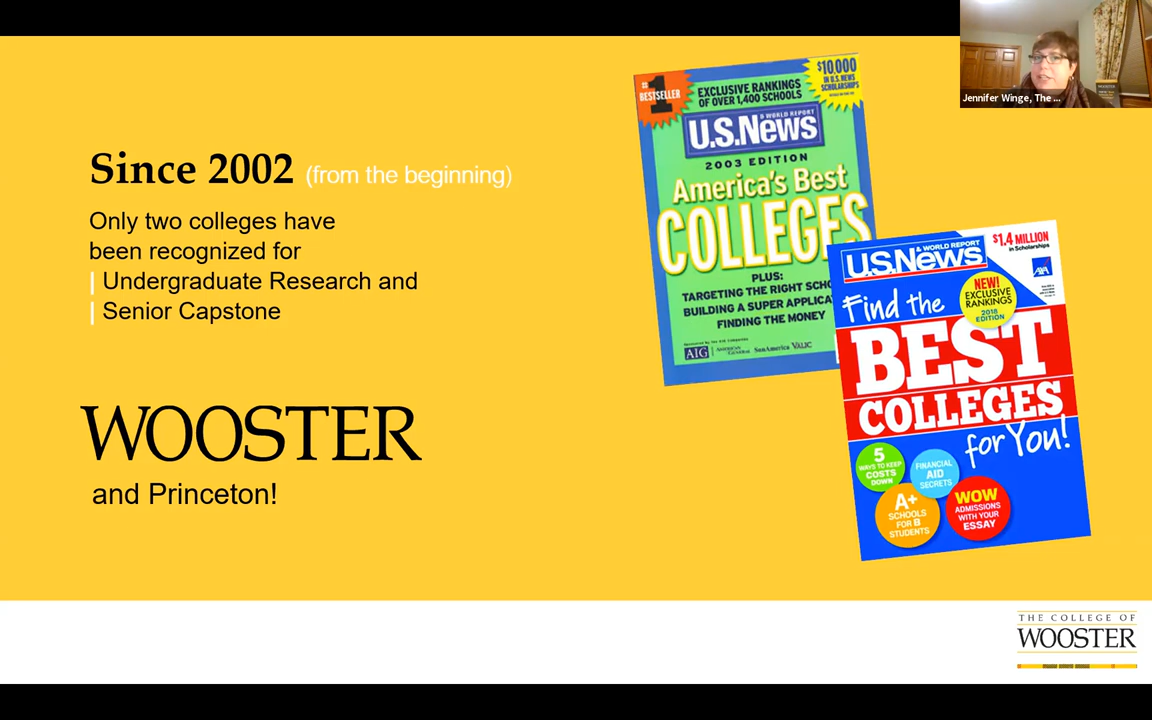 Since 2002 (from the beginning)
Only two colleges have
been recognized for
| Undergraduate Research and
| Senior Capstone
WOOSTER
and Princeton!
#1
BESTSELLER
EXCLUSIVE RANKINGS
OF OVER 1,400 SCHOOLS
$10,000
IN U.S. NEWS
SCHOLARSHIPS
U.S.News
& WORLD REPORT
2003 EDITION
America's Best
COLLEGES
PLUS:
TARGETING THE RIGHT SCHO
BUILDING A SUPER APPLICA
FINDING THE MONEY
AIG
AMERICAN
GENERAL
SunAmerica
VALIC
U.S.News
& WORLD REPORT
$1.4 MILLION
in Scholarships
AXA
Find the
NEW!
EXCLUSIVE
RANKINGS
2018
EDITION
BEST
COLLEGES
for You!
5
WAYS TO KEEP
COSTS
DOWN
FINANCIAL
AID
SECRETS
A+
SCHOOLS
FOR B
STUDENTS
WOW
ADMISSIONS
WITH YOUR
ESSAY
Jennifer Winge, The ...
THE COLLEGE OF
WOOSTER